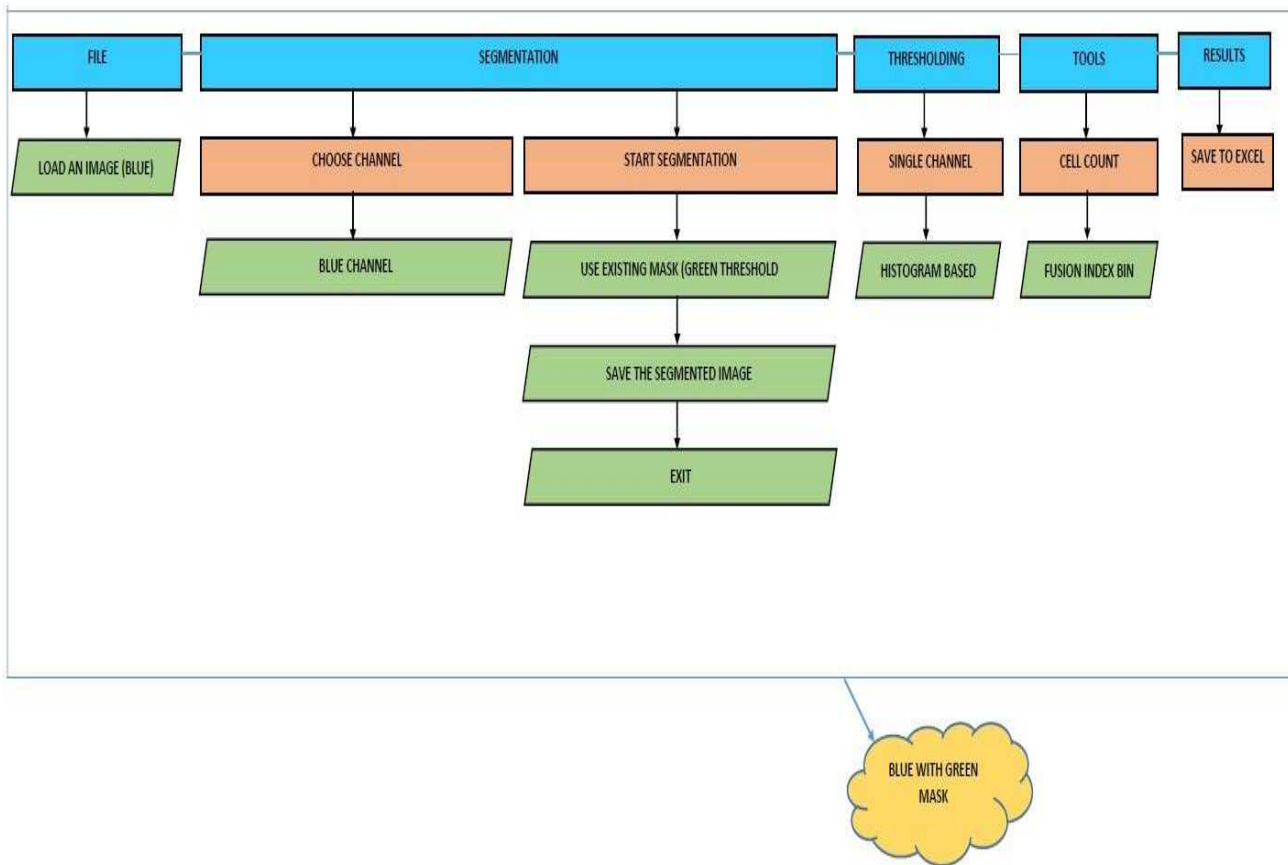 FILE
SEGMENTATION
THRESHOLDING
TOOLS
RESULTS
LOAD AN IMAGE (BLUE)
CHOOSE CHANNEL
START SEGMENTATION
SINGLE CHANNEL
CELL COUNT
SAVE TO EXCEL
BLUE CHANNEL
USE EXISTING MASK (GREEN THRESHOLD
HISTOGRAM BASED
FUSION INDEX BIN
SAVE THE SEGMENTED IMAGE
EXIT
BLUE WITH GREEN
MASK